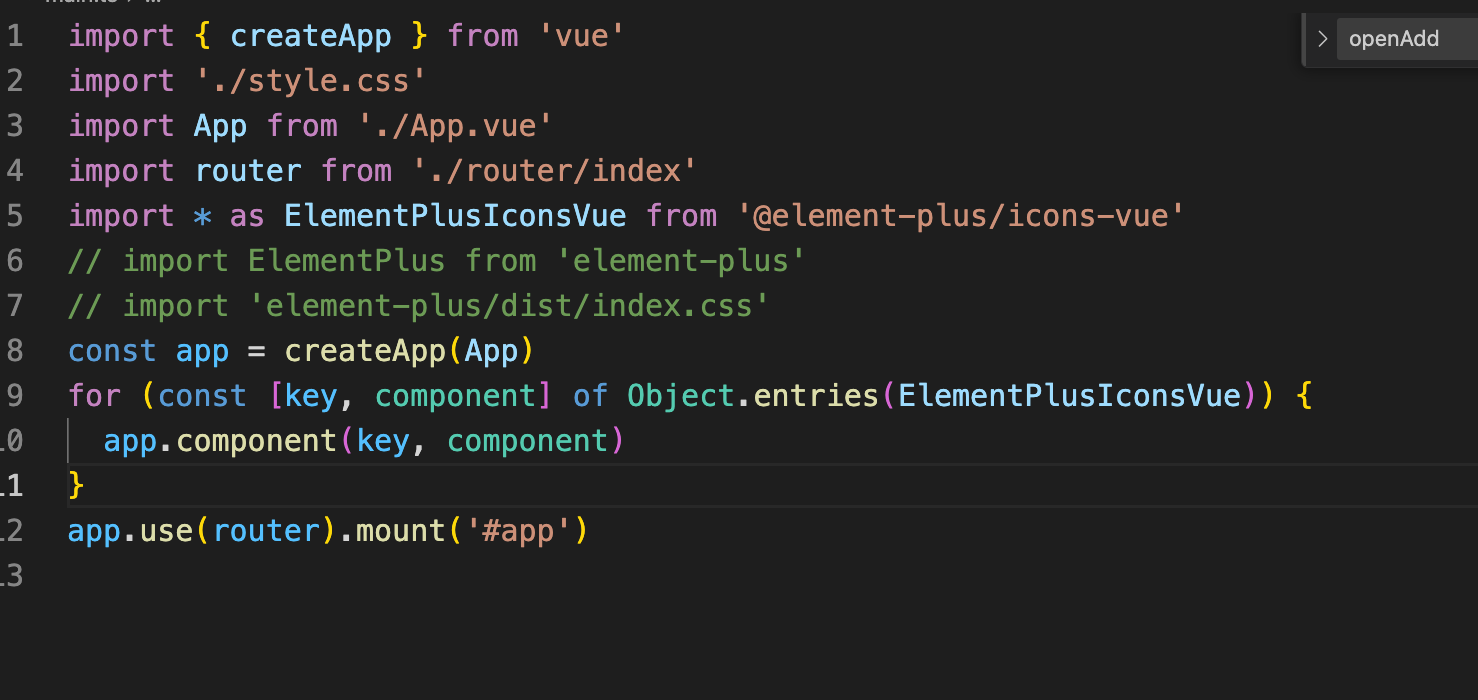 1 import { createApp } from 'vue'
openAdd
2 import './style.css'
3 import App from './App.vue'
4 import router from './router/index'
5 import * as ElementPlusIconsVue from '@element-plus/icons-vue'
6 // import ElementPlus from 'element-plus'
7 // import 'element-plus/dist/index.css'
8 const app = createApp(App)
9 for (const [key, component] of Object.entries(ElementPlusIconsVue)) {
10 app.component(key, component)
11 }
12 app.use(router).mount('#app')
13